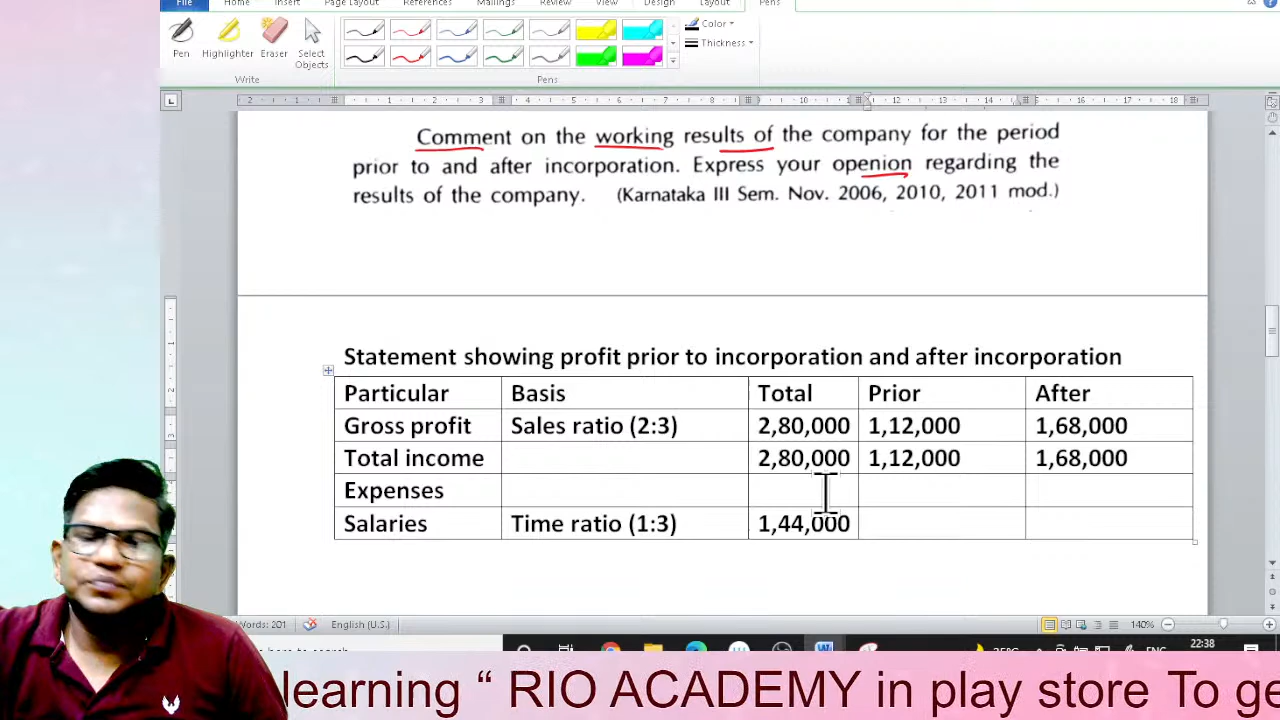 File Home Insert Page Layout References Mailings Review View Design Layout Pens
Pen Highlighter Eraser Select Objects
Color
Thickness
Write Pens
Comment on the working results of the company for the period
prior to and after incorporation. Express your openion regarding the
results of the company. (Karnataka III Sem. Nov. 2006, 2010, 2011 mod.)
Statement showing profit prior to incorporation and after incorporation
Particular Basis Total Prior After
Gross profit Sales ratio (2:3) 2,80,000 1,12,000 1,68,000
Total income 2,80,000 1,12,000 1,68,000
Expenses
Salaries Time ratio (1:3) 1,44,000
Words: 201 English (U.S.) 140%
22:38
learning “ RIO ACADEMY in play store To ge